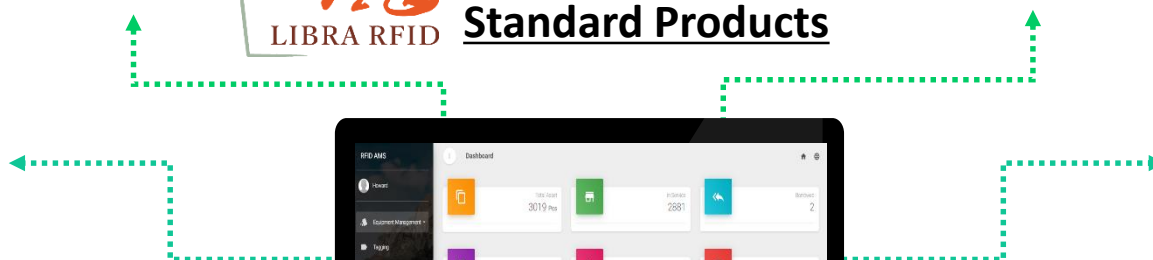 Standard Products
LIBRA RFID
RFID AMS
Dashboard
Howard
Total Asset
3019 Pcs
In Service
2881
Borrowed
2
Equipment Management
Tagging